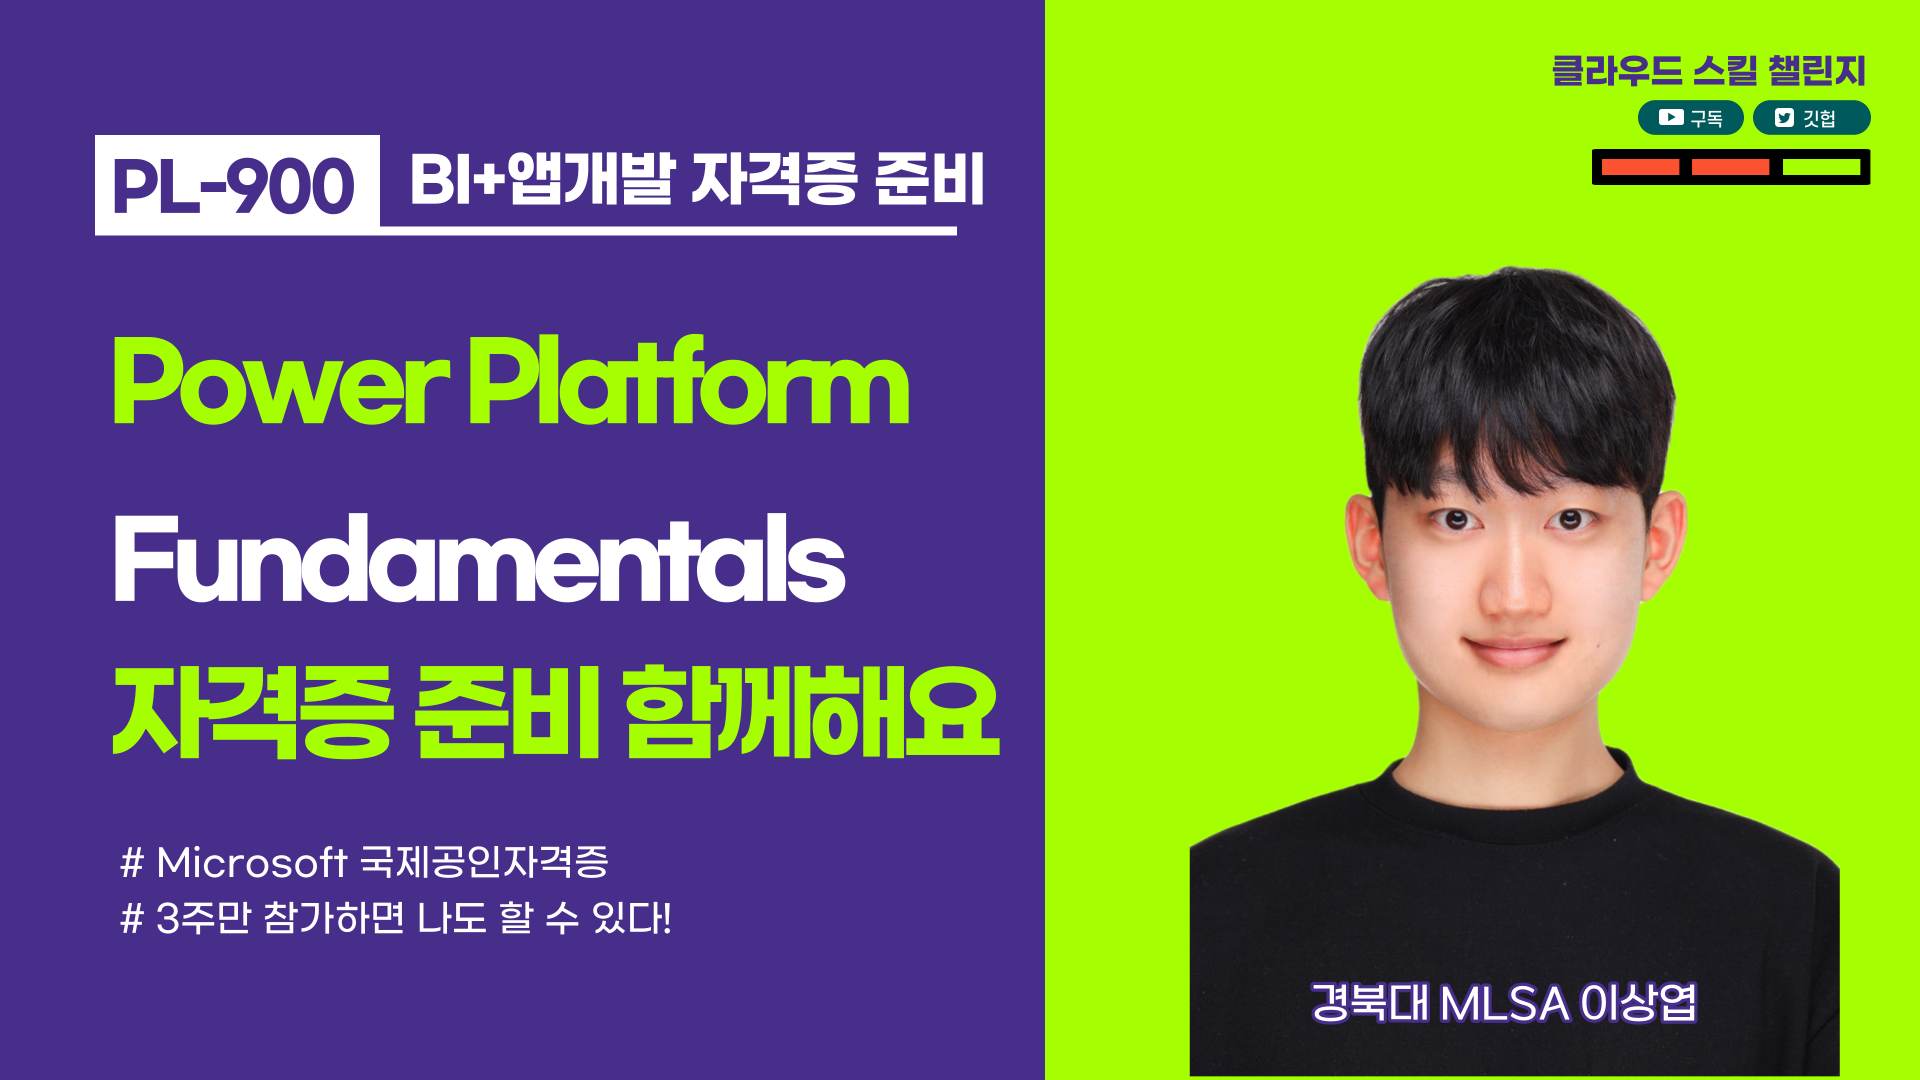 PL-900
BI+앱개발 자격증 준비
Power Platform
Fundamentals
자격증 준비 함께해요
# Microsoft 국제공인자격증
# 3주만 참가하면 나도 할 수 있다!
클라우드 스킬 챌린지
구독 깃헙
경북대 MLSA 이상엽